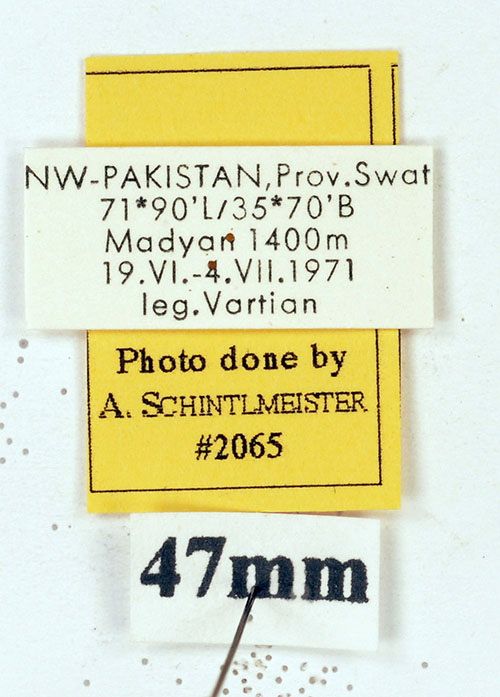 NW-PAKISTAN,Prov.Swat
71*90'L/35*70'B
Madyan 1400m
19.VI.-4.VII.1971
leg.Vartian
Photo done by
A. SCHINTLMEISTER
#2065
47mm